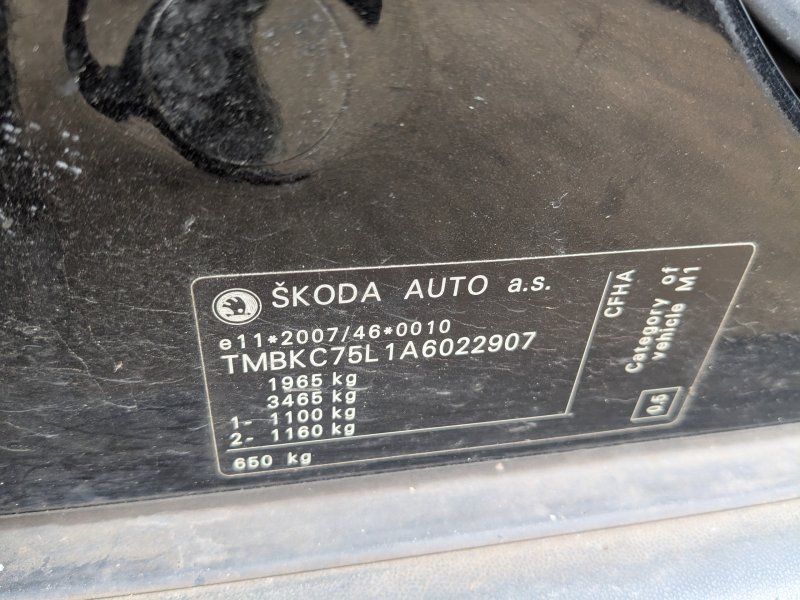 ŠKODA AUTO a.s.
e11*2007/46*0010
TMBKC75L1A6022907
1965 kg
3465 kg
1- 1100 kg
2- 1160 kg
650 kg
CFHA
Category of
vehicle M1
0.5